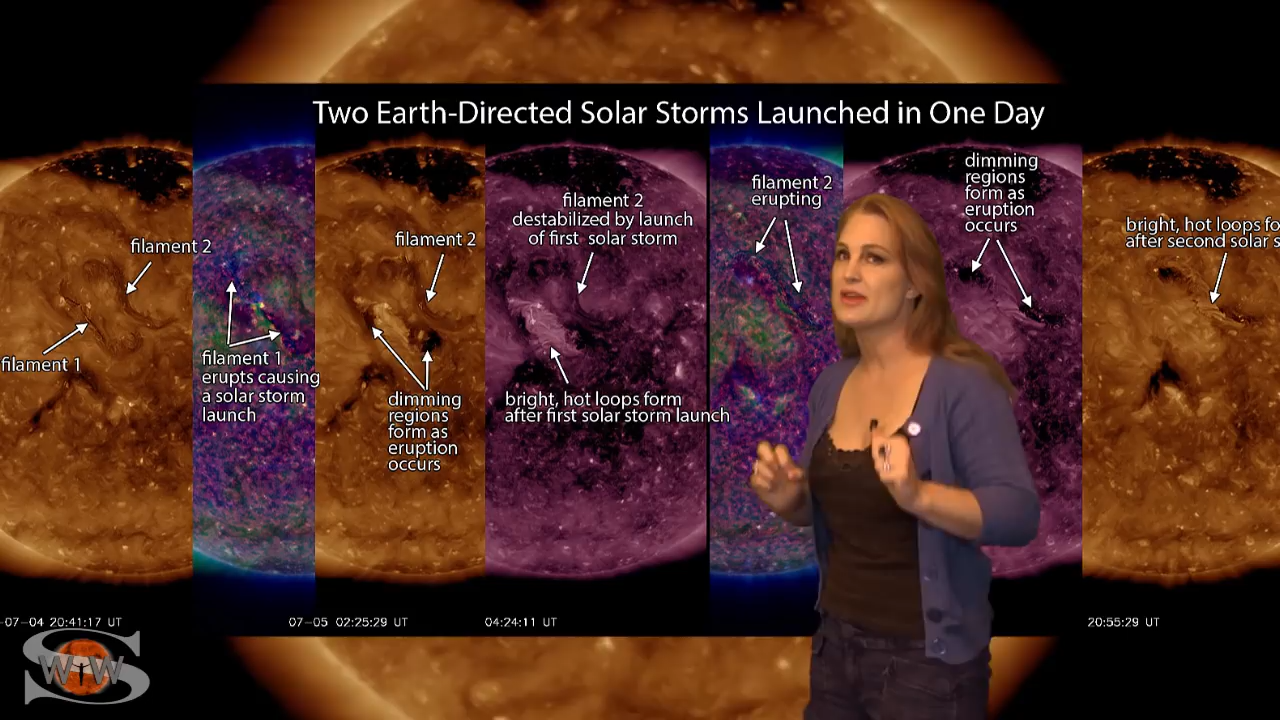 Two Earth-Directed Solar Storms Launched in One Day
filament 2
filament 1
filament 1
erupts causing
a solar storm
launch
filament 2
dimming
regions
form as
eruption
occurs
filament 2
destabilized by launch
of first solar storm
bright, hot loops form
after first solar storm launch
filament 2
erupting
dimming
regions
form as
eruption
occurs
bright, hot loops fo
after second solar s
-07-04 20:41:17 UT
07-05 02:25:29 UT
04:24:11 UT
20:55:29 UT
S
WTW